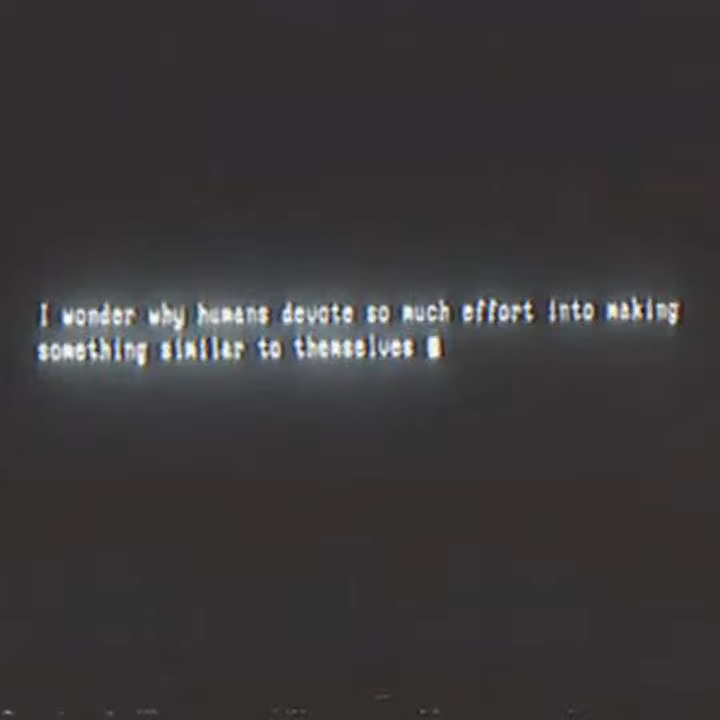 I wonder why humans devote so much effort into making
something similar to themselves